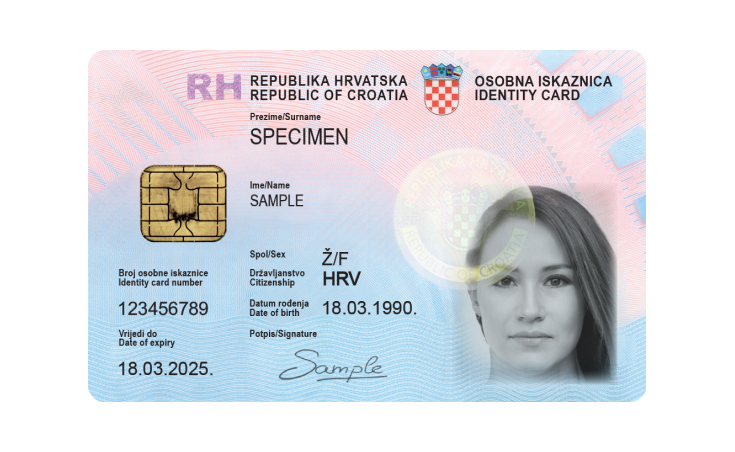 RH
REPUBLIKA HRVATSKA
REPUBLIC OF CROATIA
OSOBNA ISKAZNICA
IDENTITY CARD
Prezime/Surname
SPECIMEN
Ime/Name
SAMPLE
REPUBLIKA HRVATSKA
REPUBLIC OF CROATIA
Spol/Sex
Ž/F
Državljanstvo
Citizenship
HRV
Broj osobne iskaznice
Identity card number
123456789
Datum rođenja
Date of birth
18.03.1990.
Vrijedi do
Date of expiry
18.03.2025.
Potpis/Signature
Sample